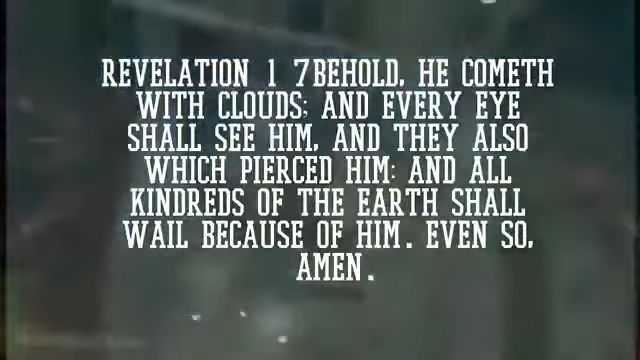 REVELATION 1 7BEHOLD, HE COMETH
WITH CLOUDS; AND EVERY EYE
SHALL SEE HIM, AND THEY ALSO
WHICH PIERCED HIM: AND ALL
KINDREDS OF THE EARTH SHALL
WAIL BECAUSE OF HIM. EVEN SO,
AMEN.